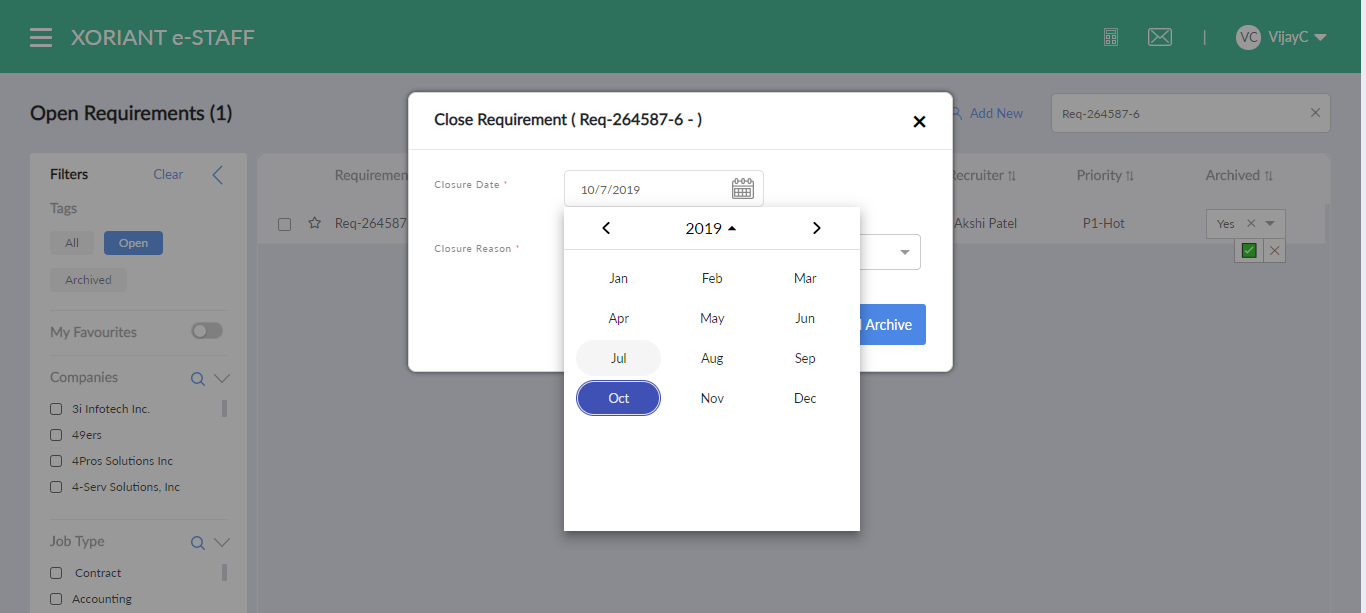 XORIANT e-STAFF
VC VijayC
Open Requirements (1)
Add New
Req-264587-6
Close Requirement ( Req-264587-6 - )
Closure Date *
10/7/2019
Closure Reason *
Archive
2019
Jan Feb Mar
Apr May Jun
Jul Aug Sep
Oct Nov Dec
Filters Clear
Tags
All Open
Archived
My Favourites
Companies
3i Infotech Inc.
49ers
4Pros Solutions Inc
4-Serv Solutions, Inc
Job Type
Contract
Accounting
Priority Archived
Req-264587 Akshi Patel P1-Hot Yes